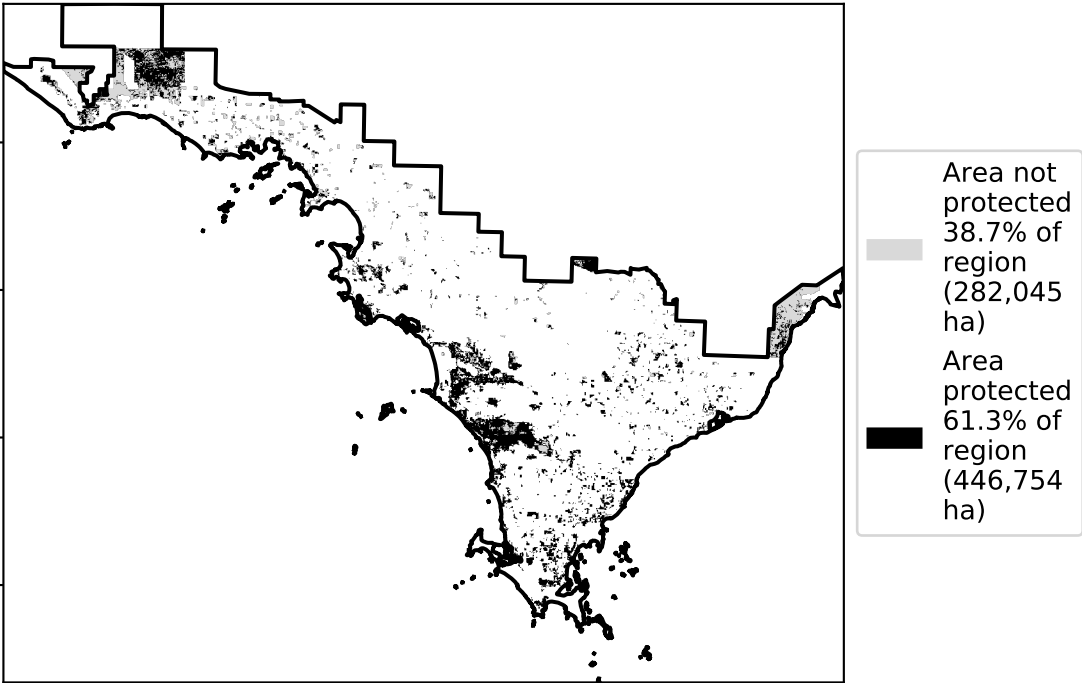 Area not
protected
38.7% of
region
(282,045
ha)
Area
protected
61.3% of
region
(446,754
ha)